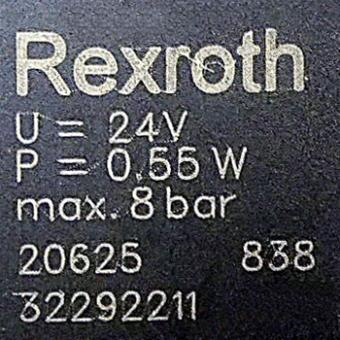 Rexroth
U = 24V
P = 0.55 W
max. 8 bar
20625 838
32292211